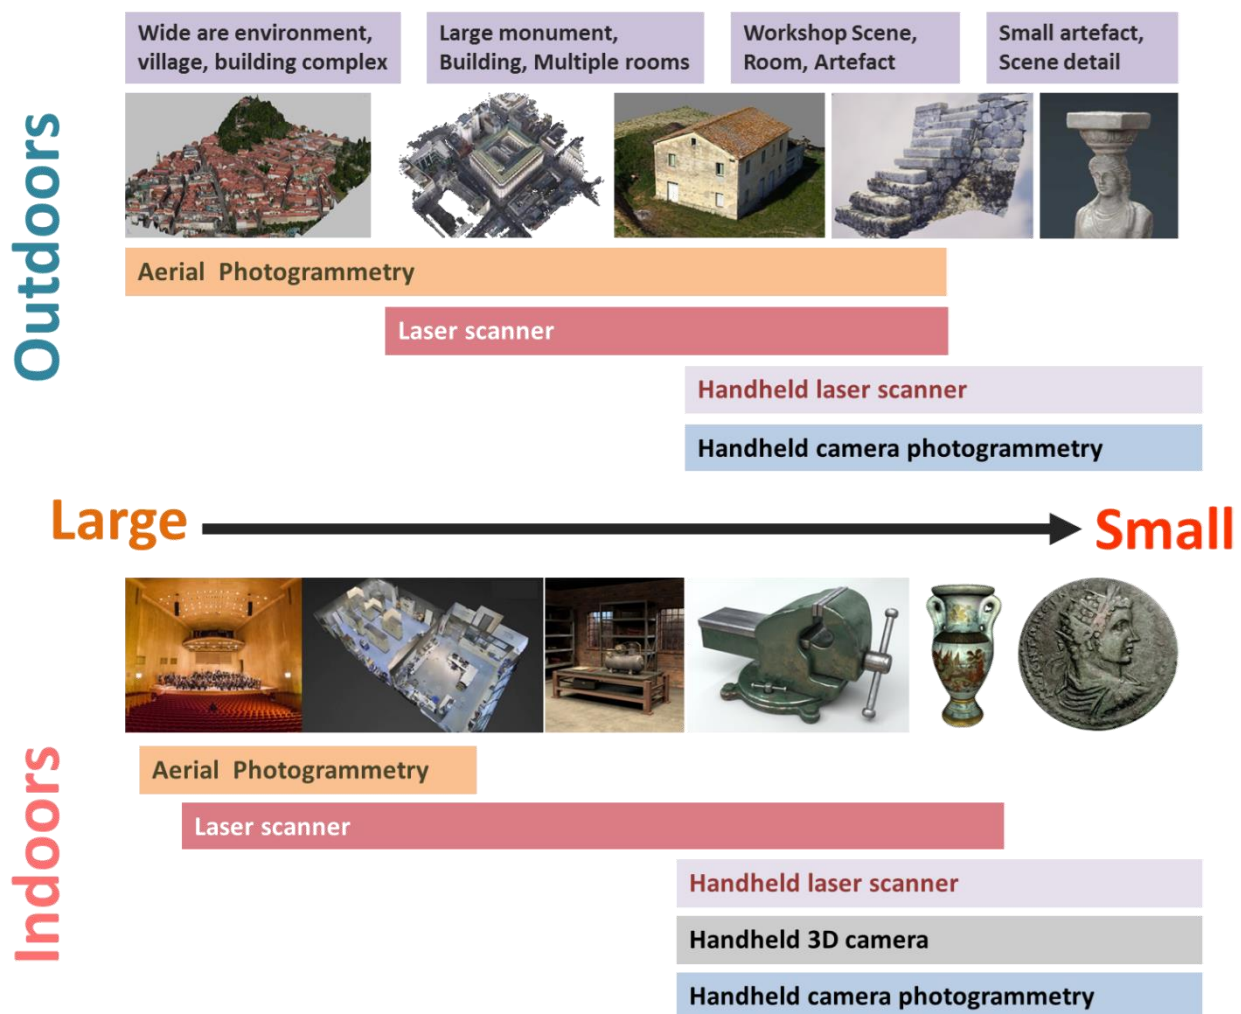 Wide are environment,
village, building complex
Large monument,
Building, Multiple rooms
Workshop Scene,
Room, Artefact
Small artefact,
Scene detail
Outdoors
Aerial Photogrammetry
Laser scanner
Handheld laser scanner
Handheld camera photogrammetry
Large
Small
Indoors
Aerial Photogrammetry
Laser scanner
Handheld laser scanner
Handheld 3D camera
Handheld camera photogrammetry